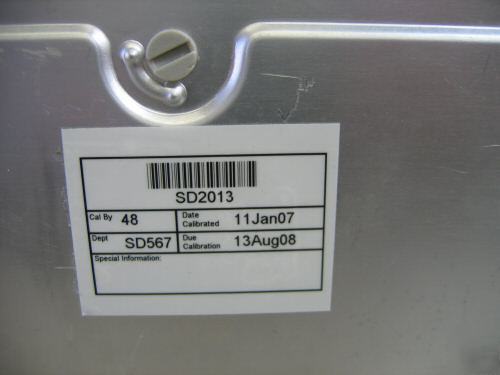 SD2013
Cal By 48 Date Calibrated 11Jan07
Dept SD567 Due Calibration 13Aug08
Special Information: